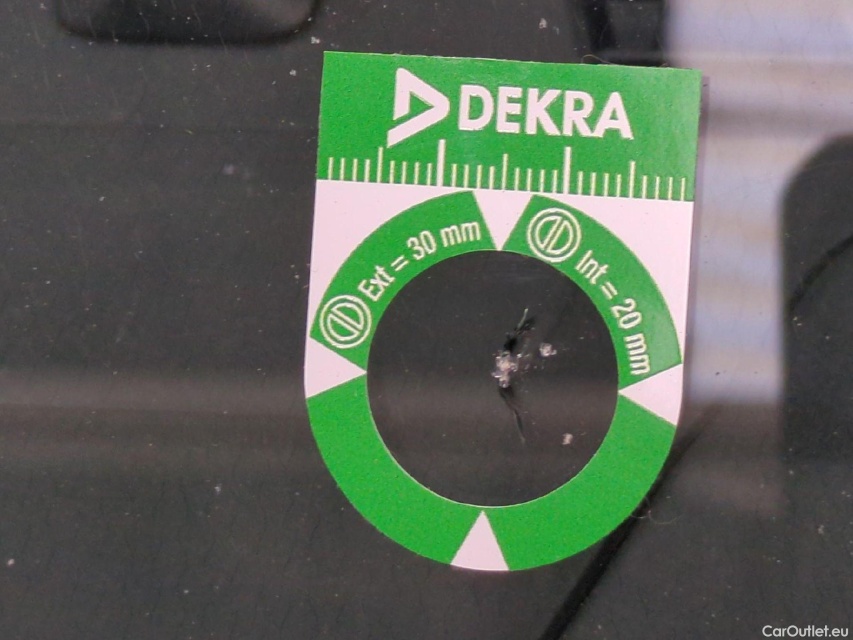 DEKRA
Ext = 30 mm
Int = 20 mm
CarOutlet.eu